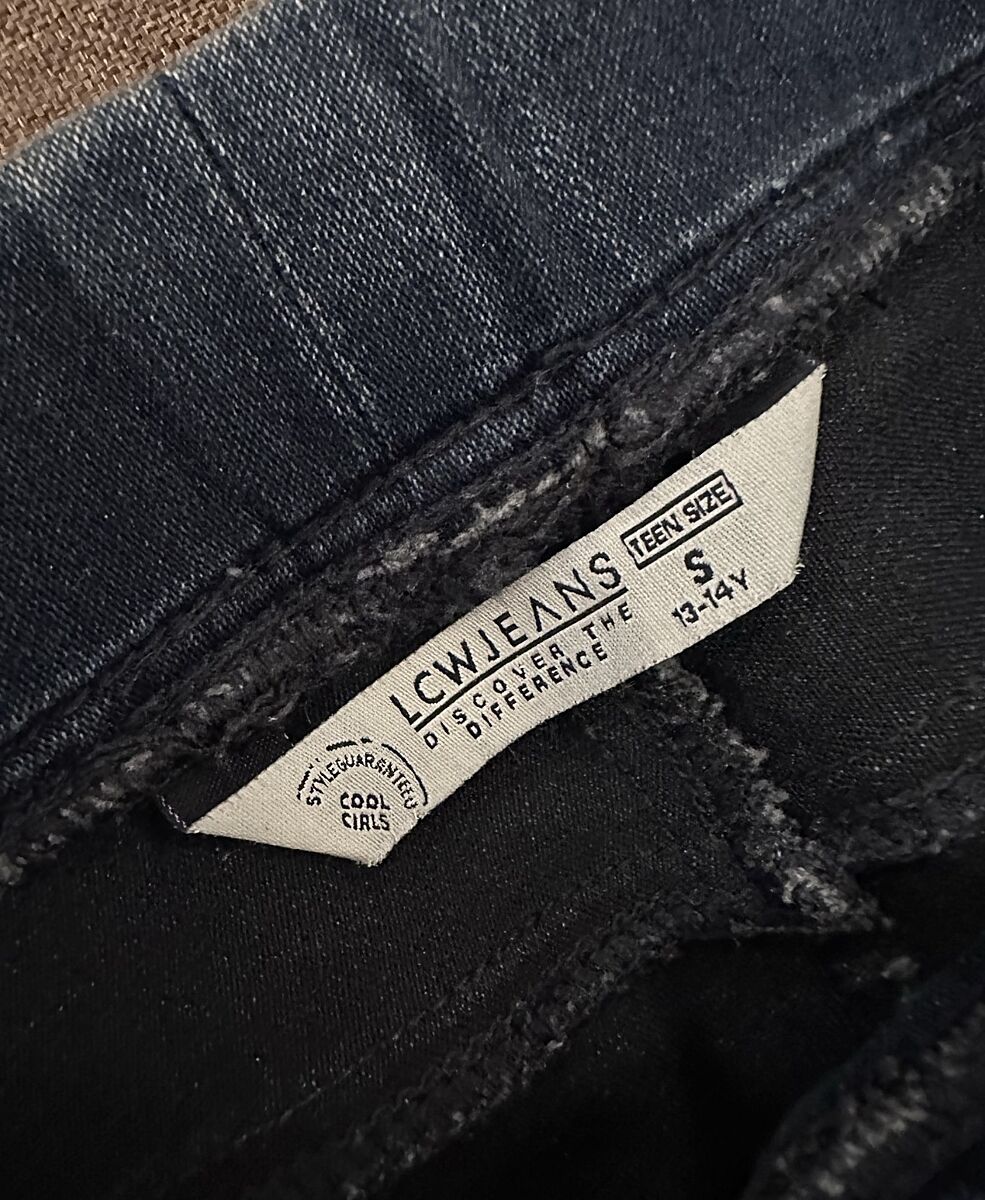 LCWJEANS
DISCOVER THE
DIFFERENCE
TEEN SIZE
S
13-14Y
STYLEGUARANTEED
COOL
GIRLS